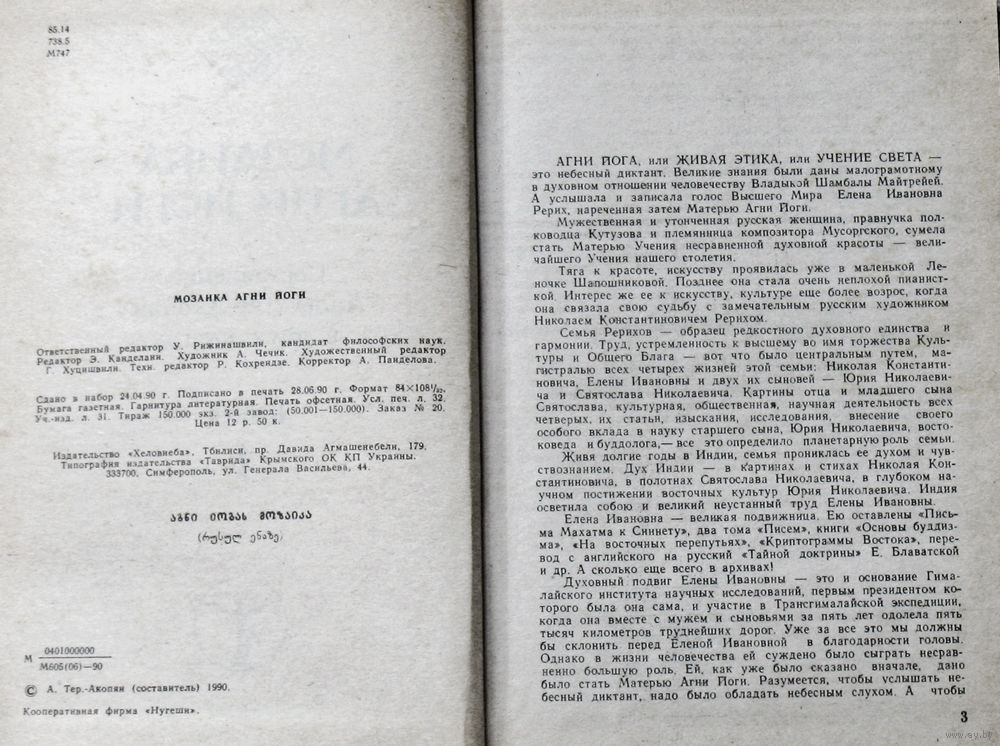 85.14
738.5
М747
МОЗАИКА АГНИ ЙОГИ
Ответственный редактор У. Рижинашвили, кандидат философских наук.
Редактор Э. Канделаки. Художник А. Чечик. Художественный редактор
Г. Хуцишвили. Техн. редактор Р. Кохрендзе. Корректор А. Панделова.
Сдано в набор 24.04.90 г. Подписано в печать 28.06.90 г. Формат 84×108¹/₃₂.
Бумага газетная. Гарнитура литературная. Печать офсетная. Усл. печ. л. 32.
Уч.-изд. л. 31. Тираж 150.000 экз. 2-й завод: (50.001—150.000). Заказ № 20.
Цена 12 р. 50 к.
Издательство «Хеловнеба», Тбилиси, пр. Давида Агмашенебели, 179.
Типография издательства «Таврида» Крымского ОК КП Украины.
333700, Симферополь, ул. Генерала Васильева, 44.
აგნი იოგას მოზაიკა
(რუსულ ენაზე)
М 0401000000
М605(06)—90
© А. Тер.-Акопян (составитель) 1990.
Кооперативная фирма «Нугеши».
АГНИ ЙОГА, или ЖИВАЯ ЭТИКА, или УЧЕНИЕ СВЕТА —
это небесный диктант. Великие знания были даны малограмотному
в духовном отношении человечеству Владыкой Шамбалы Майтрейей.
А услышала и записала голос Высшего Мира Елена Ивановна
Рерих, нареченная затем Матерью Агни Йоги.
Мужественная и утонченная русская женщина, правнучка пол-
ководца Кутузова и племянница композитора Мусоргского, сумела
стать Матерью Учения несравненной духовной красоты — вели-
чайшего Учения нашего столетия.
Тяга к красоте, искусству проявилась уже в маленькой Ле-
ночке Шапошниковой. Позднее она стала очень неплохой пианист-
кой. Интерес же ее к искусству, культуре еще более возрос, когда
она связала свою судьбу с замечательным русским художником
Николаем Константиновичем Рерихом.
Семья Рерихов — образец редкостного духовного единства и
гармонии. Труд, устремленность к высшему во имя торжества Куль-
туры и Общего Блага — вот что было центральным путем, ма-
гистралью всех четырех жизней этой семьи: Николая Константи-
новича, Елены Ивановны и двух их сыновей — Юрия Николаеви-
ча и Святослава Николаевича. Картины отца и младшего сына
Святослава, культурная, общественная, научная деятельность всех
четверых, их статьи, изыскания, исследования, внесение своего
особого вклада в науку старшего сына, Юрия Николаевича, восто-
коведа и буддолога,— все это определило планетарную роль семьи.
Живя долгие годы в Индии, семья прониклась ее духом и чув-
ствознанием. Дух Индии — в картинах и стихах Николая Кон-
стантиновича, в полотнах Святослава Николаевича, в глубоком на-
учном постижении восточных культур Юрия Николаевича. Индия
осветила собою и великий неустанный труд Елены Ивановны.
Елена Ивановна — великая подвижница. Ею оставлены «Пись-
ма Махатма к Синнету», два тома «Писем», книги «Основы буддиз-
ма», «На восточных перепутьях», «Криптограммы Востока», пере-
вод с английского на русский «Тайной доктрины» Е. Блаватской
и др. А сколько еще всего в архивах!
Духовный подвиг Елены Ивановны — это и основание Гима-
лайского института научных исследований, первым президентом ко-
торого была она сама, и участие в Трансгималайской экспедиции,
когда она вместе с мужем и сыновьями за пять лет одолела пять
тысяч километров труднейших дорог. Уже за все это мы должны
бы склонить перед Еленой Ивановной в благодарности головы.
Однако в жизни человечества ей суждено было сыграть несрав-
ненно большую роль. Ей, как уже было сказано вначале, дано
было стать Матерью Агни Йоги. Разумеется, чтобы услышать не-
бесный диктант, надо было обладать небесным слухом. А чтобы
3
www.ay.by